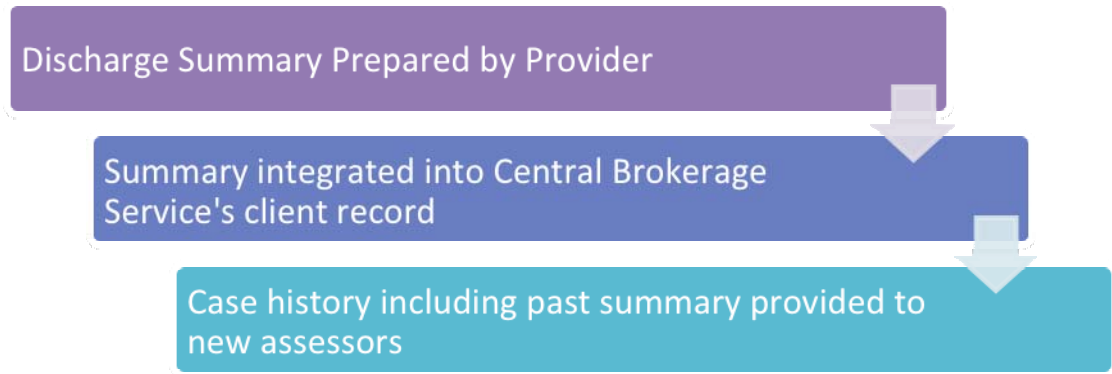 Discharge Summary Prepared by Provider
Summary integrated into Central Brokerage
Service's client record
Case history including past summary provided to
new assessors